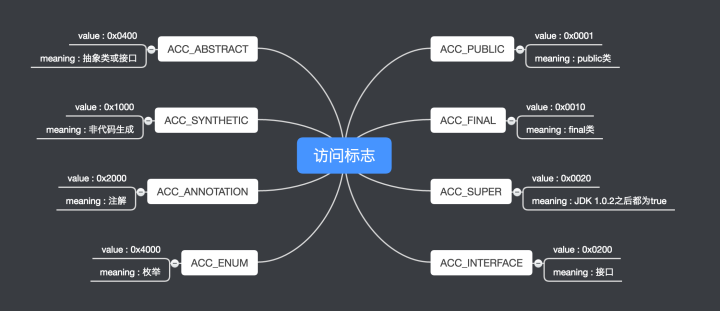 访问标志
ACC_PUBLIC
value : 0x0001
meaning : public类
ACC_FINAL
value : 0x0010
meaning : final类
ACC_SUPER
value : 0x0020
meaning : JDK 1.0.2之后都为true
ACC_INTERFACE
value : 0x0200
meaning : 接口
ACC_ABSTRACT
value : 0x0400
meaning : 抽象类或接口
ACC_SYNTHETIC
value : 0x1000
meaning : 非代码生成
ACC_ANNOTATION
value : 0x2000
meaning : 注解
ACC_ENUM
value : 0x4000
meaning : 枚举